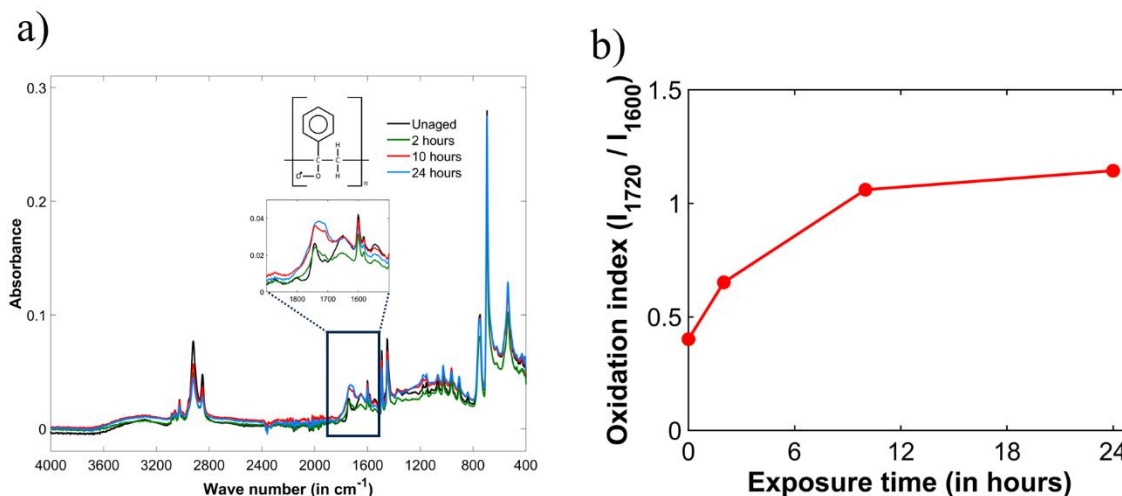 a)
Absorbance
0.3
0.2
0.1
0
4000 3600 3200 2800 2400 2000 1600 1200 800 400
Wave number (in cm-1)
Unaged
2 hours
10 hours
24 hours
H
C C
O O H
n
0.04
0.02
0
1800 1700 1600
b)
Oxidation index (I1720 / I1600)
1.5
1
0.5
0
0 6 12 18 24
Exposure time (in hours)